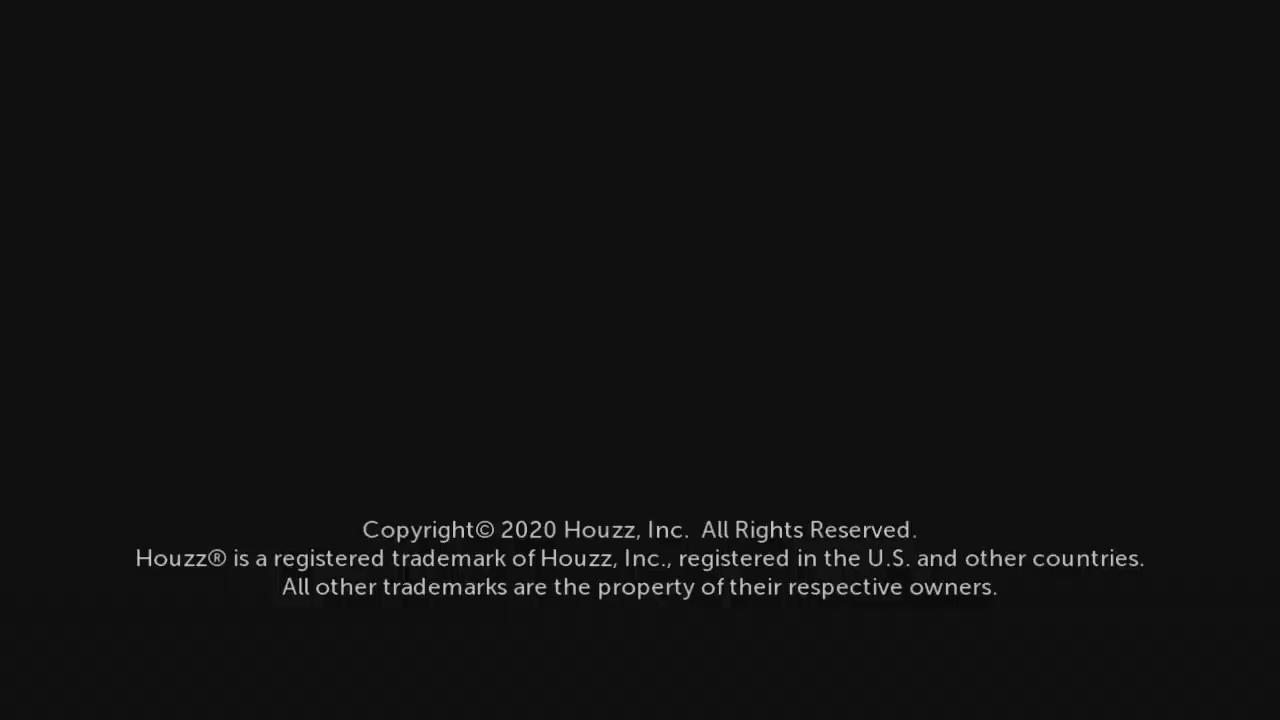 Copyright© 2020 Houzz, Inc.  All Rights Reserved.
Houzz® is a registered trademark of Houzz, Inc., registered in the U.S. and other countries.
All other trademarks are the property of their respective owners.